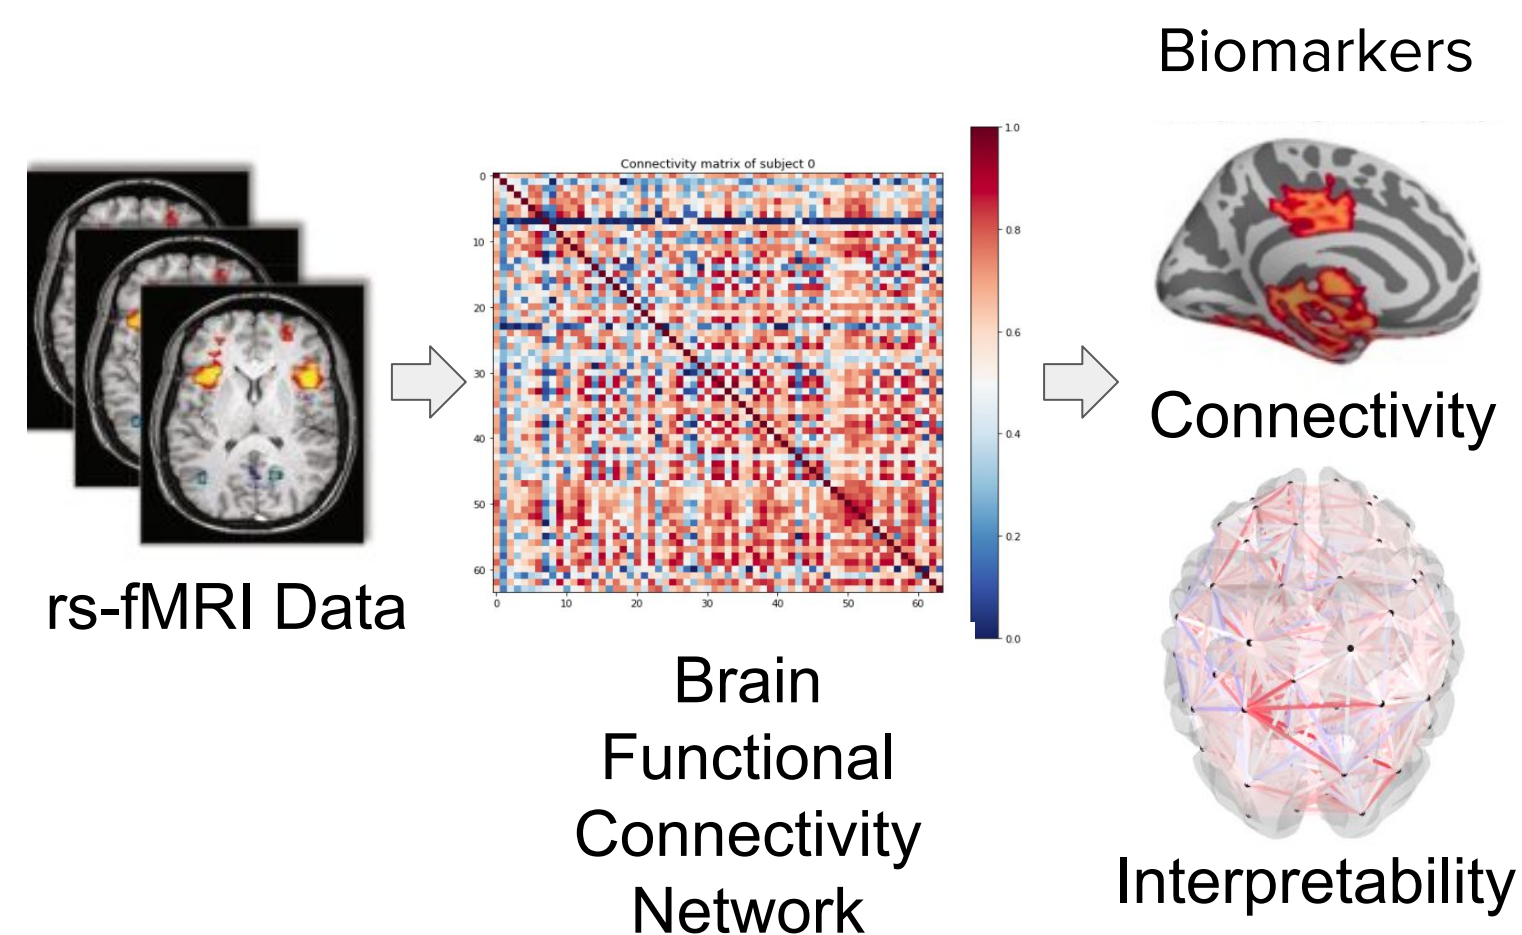 Biomarkers
Connectivity matrix of subject 0
0
10
20
30
40
50
60
0
10
20
30
40
50
60
1.0
0.8
0.6
0.4
0.2
0.0
rs-fMRI Data
Brain
Functional
Connectivity
Network
Connectivity
Interpretability